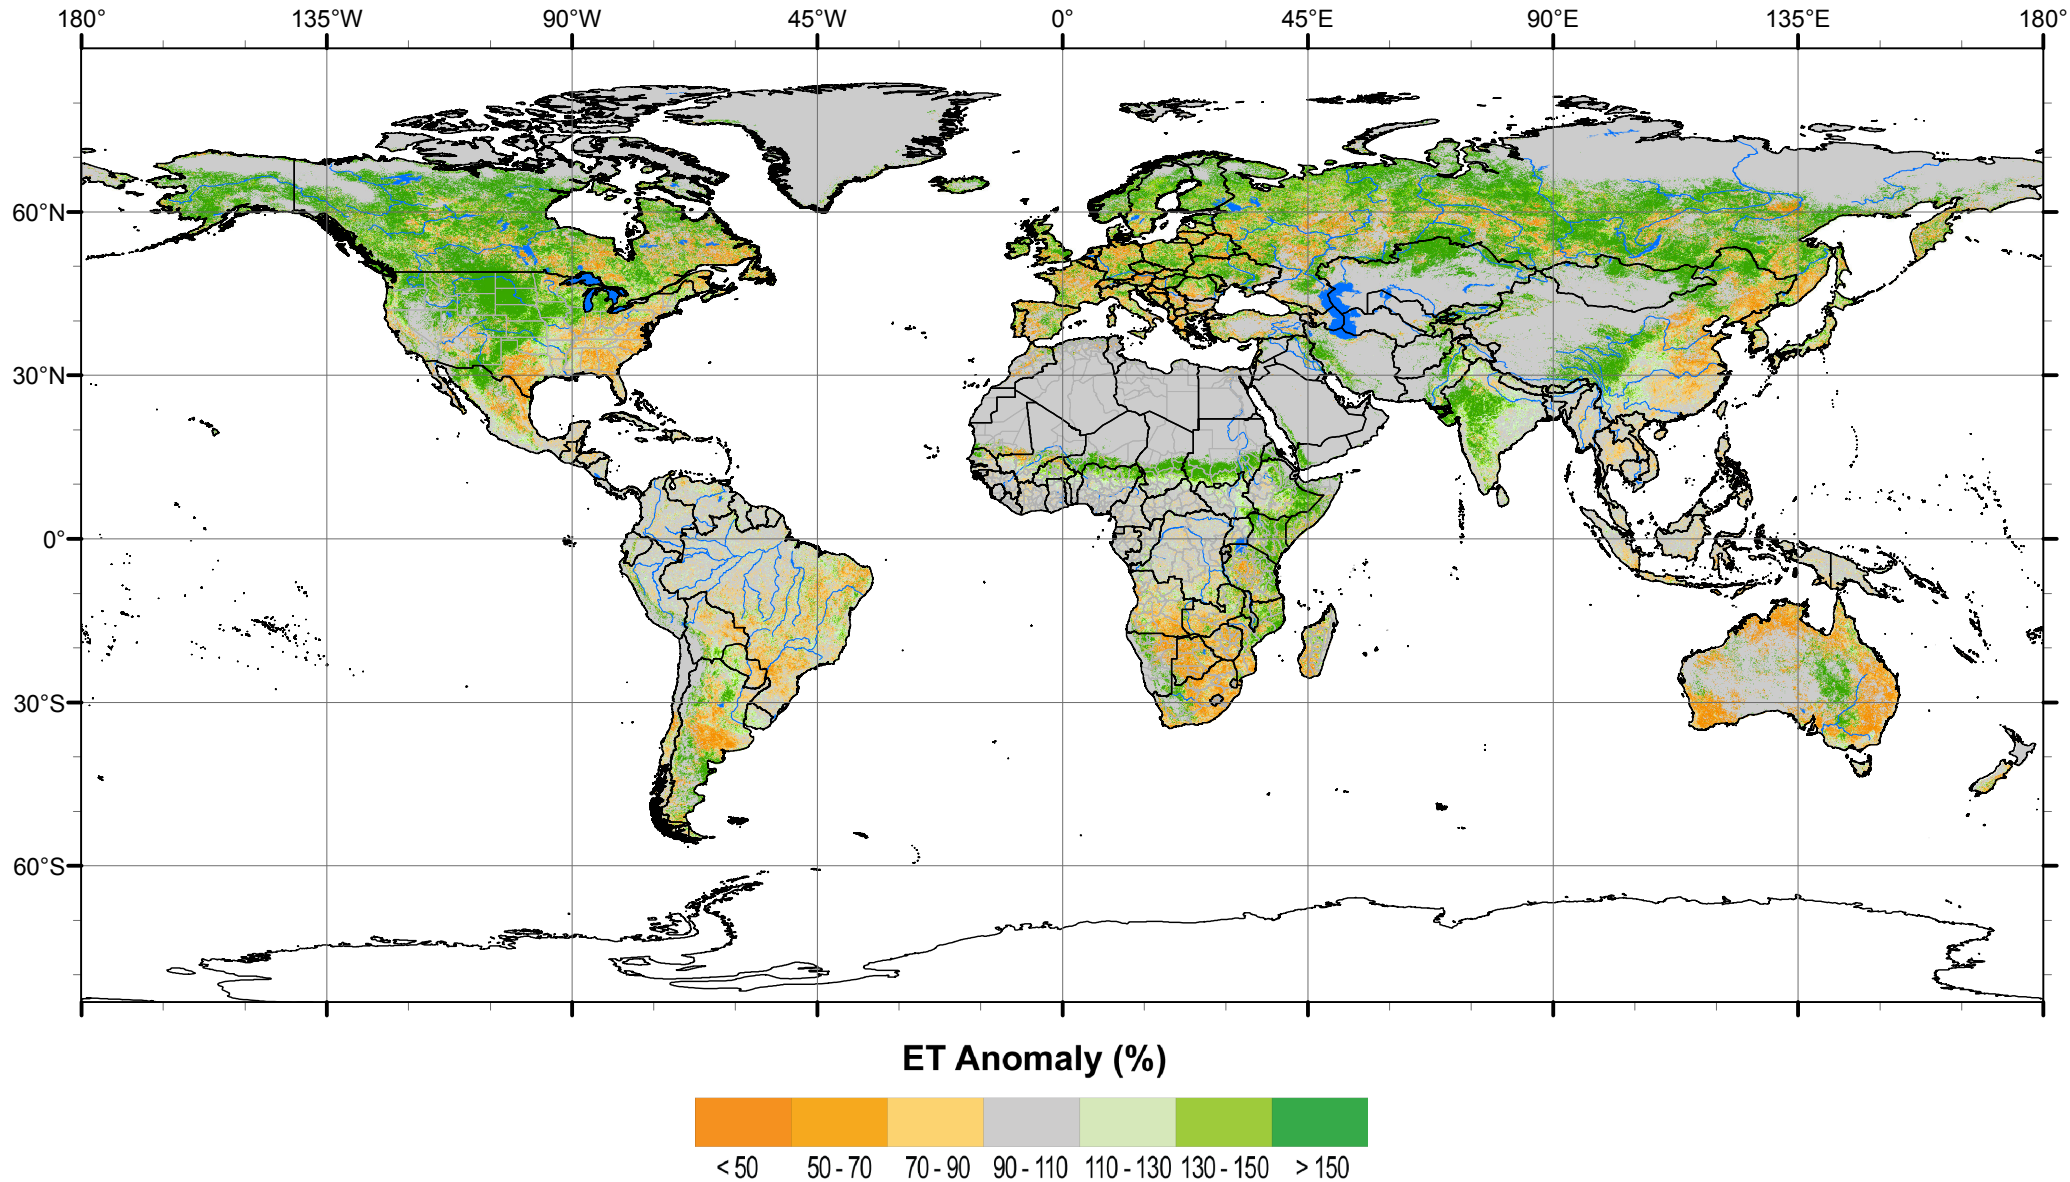 180° 135°W 90°W 45°W 0° 45°E 90°E 135°E 180°
60°N
30°N
0°
30°S
60°S
ET Anomaly (%)
< 50 50 - 70 70 - 90 90 - 110 110 - 130 130 - 150 > 150